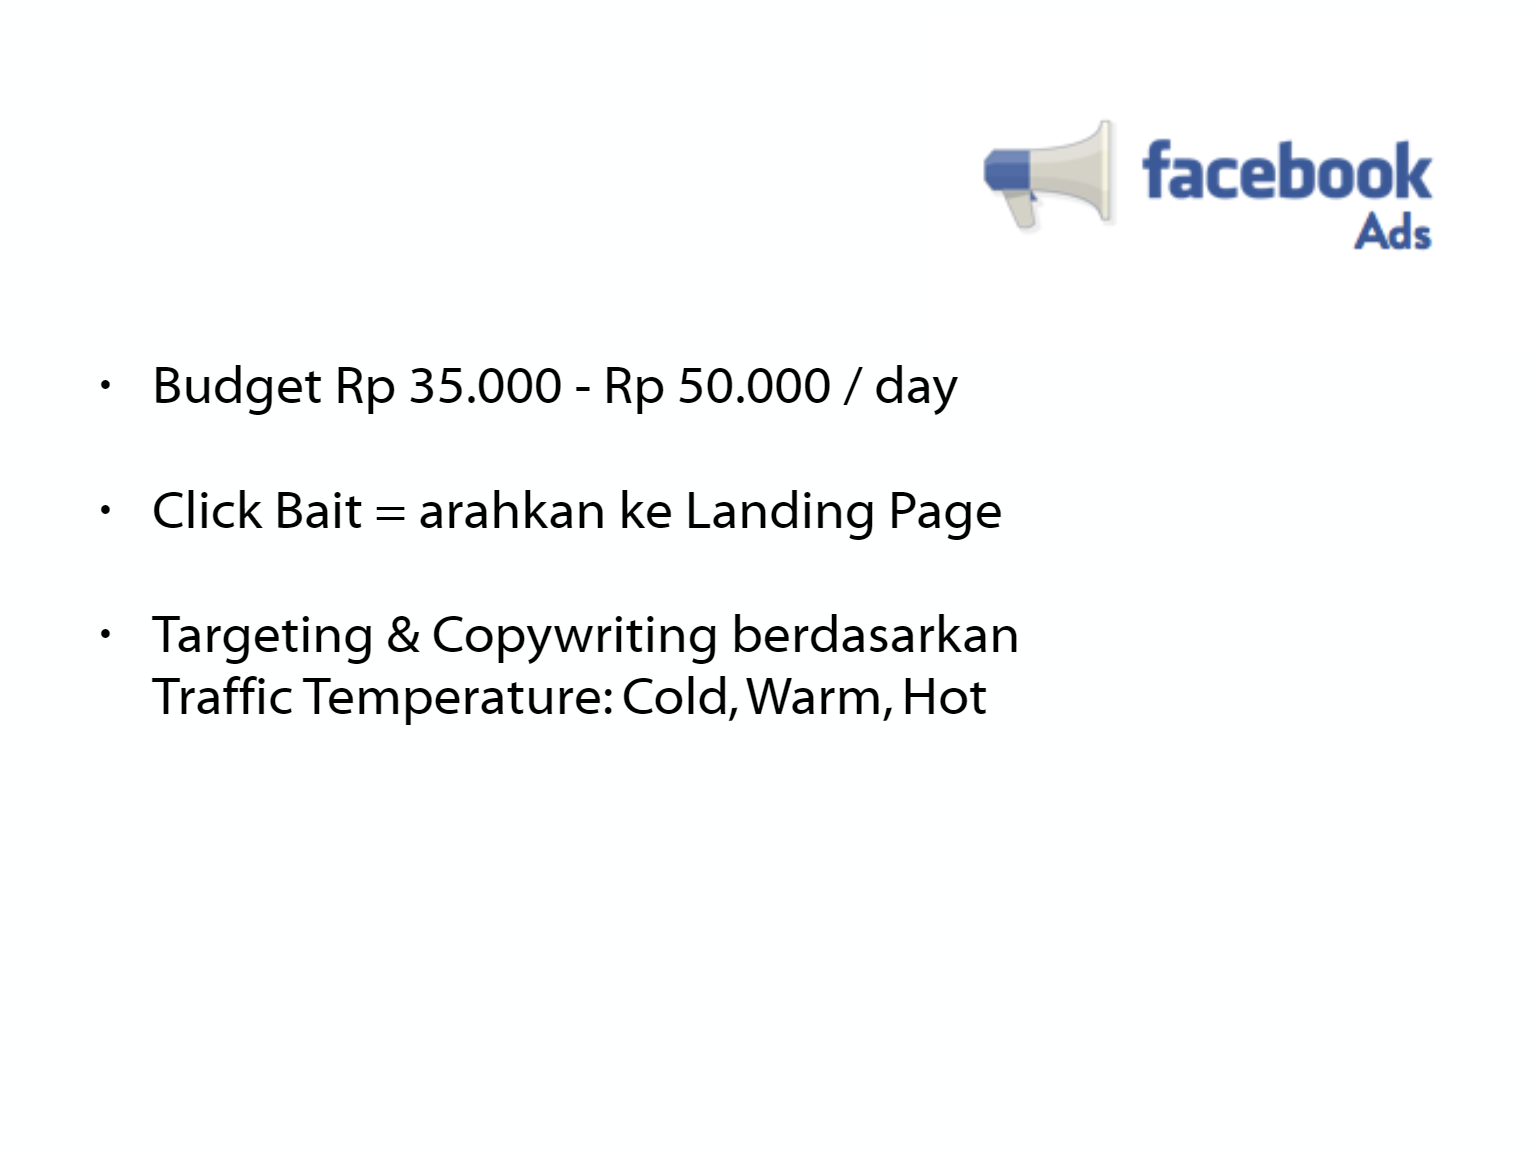 facebook
Ads
• Budget Rp 35.000 - Rp 50.000 / day
• Click Bait = arahkan ke Landing Page
• Targeting & Copywriting berdasarkan
Traffic Temperature: Cold, Warm, Hot